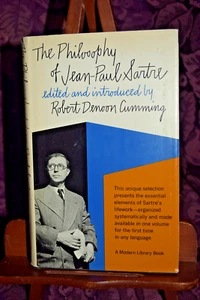 The Philosophy
of Jean-Paul Sartre
edited and introduced by
Robert Denoon Cumming
This unique selection
presents the essential
elements of Sartre's
lifework—organized
systematically and made
available in one volume
for the first time
in any language
A Modern Library Book